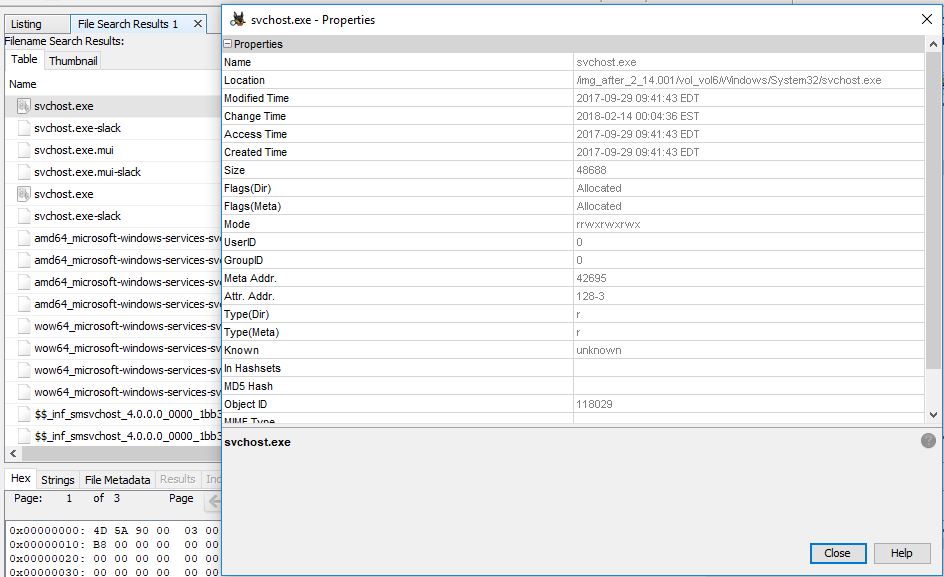 Listing
File Search Results 1
Filename Search Results:
Table Thumbnail
Name
svchost.exe
svchost.exe-slack
svchost.exe.mui
svchost.exe.mui-slack
svchost.exe
svchost.exe-slack
amd64_microsoft-windows-services-sv
amd64_microsoft-windows-services-sv
amd64_microsoft-windows-services-sv
amd64_microsoft-windows-services-sv
wow64_microsoft-windows-services-sv
wow64_microsoft-windows-services-sv
wow64_microsoft-windows-services-sv
wow64_microsoft-windows-services-sv
$$_inf_smsvchost_4.0.0.0_0000_1bb3
$$_inf_smsvchost_4.0.0.0_0000_1bb3
Hex Strings File Metadata Results
Page: 1 of 3 Page
0x00000000: 4D 5A 90 00 03 00
0x00000010: B8 00 00 00 00 00
0x00000020: 00 00 00 00 00 00
0x00000030: 00 00 00 00 00 00
svchost.exe - Properties
Properties
Name svchost.exe
Location /img_after_2_14.001/vol_vol6/Windows/System32/svchost.exe
Modified Time 2017-09-29 09:41:43 EDT
Change Time 2018-02-14 00:04:36 EST
Access Time 2017-09-29 09:41:43 EDT
Created Time 2017-09-29 09:41:43 EDT
Size 48688
Flags(Dir) Allocated
Flags(Meta) Allocated
Mode rrwxrwxrwx
UserID 0
GroupID 0
Meta Addr. 42695
Attr. Addr. 128-3
Type(Dir) r
Type(Meta) r
Known unknown
In Hashsets
MD5 Hash
Object ID 118029
MIME Type
svchost.exe
Close Help